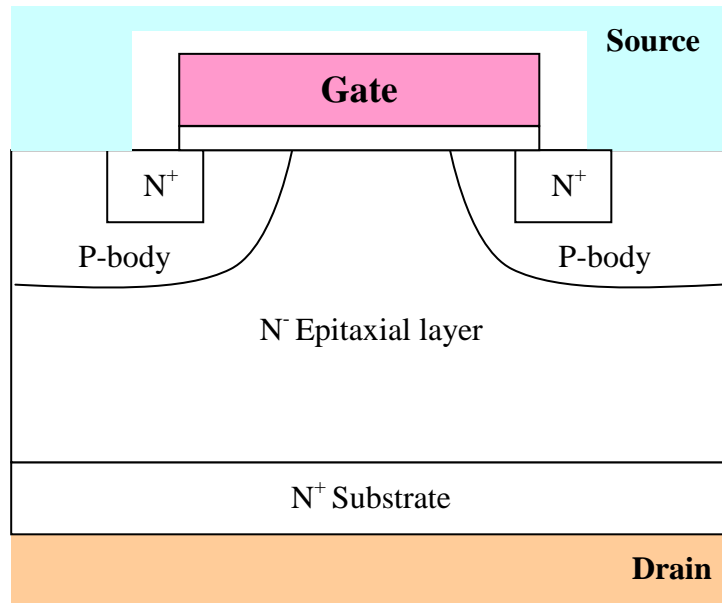 Source
Gate
N⁺
N⁺
P-body
P-body
N⁻ Epitaxial layer
N⁺ Substrate
Drain